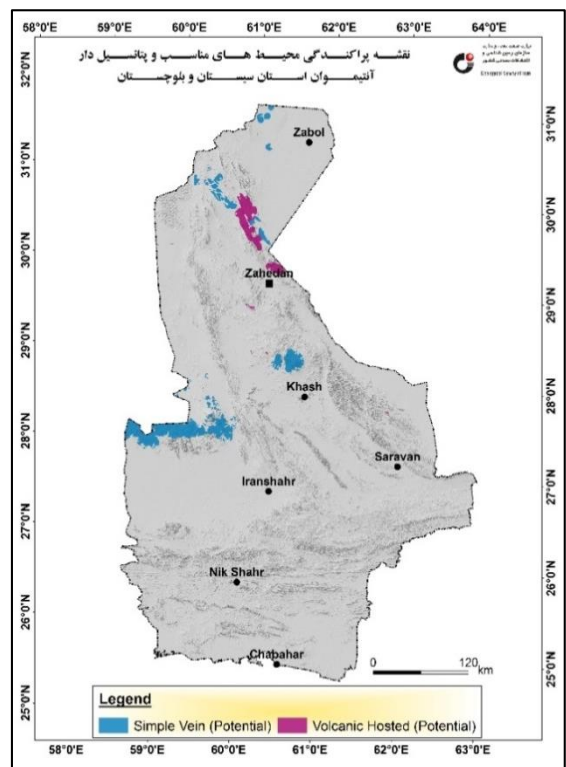 58°0'E 59°0'E 60°0'E 61°0'E 62°0'E 63°0'E 64°0'E
نقشه پراکندگی محیط های مناسب و پتانسیل دار
آنتیموان استان سیستان و بلوچستان
32°0'N
31°0'N
30°0'N
29°0'N
28°0'N
27°0'N
26°0'N
25°0'N
31°0'N
30°0'N
29°0'N
28°0'N
27°0'N
26°0'N
25°0'N
Zabol
Zahedan
Khash
Saravan
Iranshahr
Nik Shahr
Chabahar
0 120
km
Legend
Simple Vein (Potential) Volcanic Hosted (Potential)
58°0'E 59°0'E 60°0'E 61°0'E 62°0'E 63°0'E